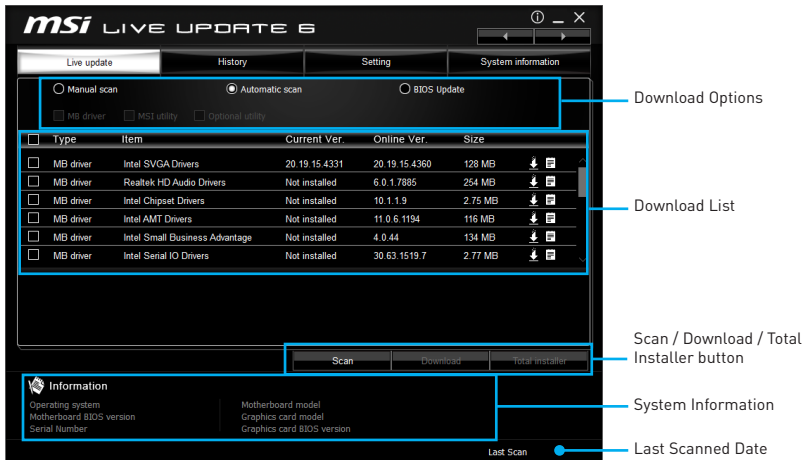 msi LIVE UPDATE 6
Live update History Setting System information
Manual scan Automatic scan BIOS Update
MB driver MSI utility Optional utility
Download Options
Type Item Current Ver. Online Ver. Size
MB driver Intel SVGA Drivers 20.19.15.4331 20.19.15.4360 128 MB
MB driver Realtek HD Audio Drivers Not installed 6.0.1.7885 254 MB
MB driver Intel Chipset Drivers Not installed 10.1.1.9 2.75 MB
Download List
MB driver Intel AMT Drivers Not installed 11.0.6.1194 116 MB
MB driver Intel Small Business Advantage Not installed 4.0.44 134 MB
MB driver Intel Serial IO Drivers Not installed 30.63.1519.7 2.77 MB
Scan Download Total installer
Scan / Download / Total
Installer button
Information
Operating system Motherboard model
Motherboard BIOS version Graphics card model
Serial Number Graphics card BIOS version
System Information
Last Scan
Last Scanned Date